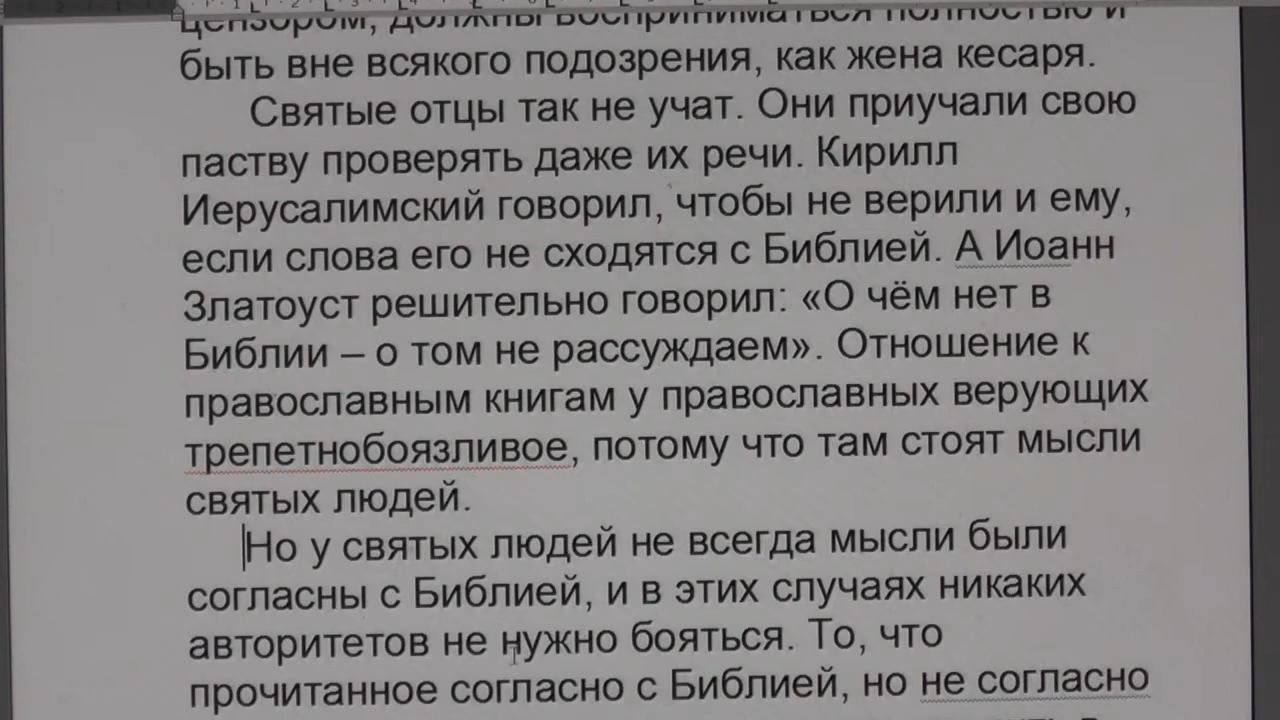 цензором, должны восприниматься полностью и
быть вне всякого подозрения, как жена кесаря.
Святые отцы так не учат. Они приучали свою
паству проверять даже их речи. Кирилл
Иерусалимский говорил, чтобы не верили и ему,
если слова его не сходятся с Библией. А Иоанн
Златоуст решительно говорил: «О чём нет в
Библии – о том не рассуждаем». Отношение к
православным книгам у православных верующих
трепетнобоязливое, потому что там стоят мысли
святых людей.
Но у святых людей не всегда мысли были
согласны с Библией, и в этих случаях никаких
авторитетов не нужно бояться. То, что
прочитанное согласно с Библией, но не согласно